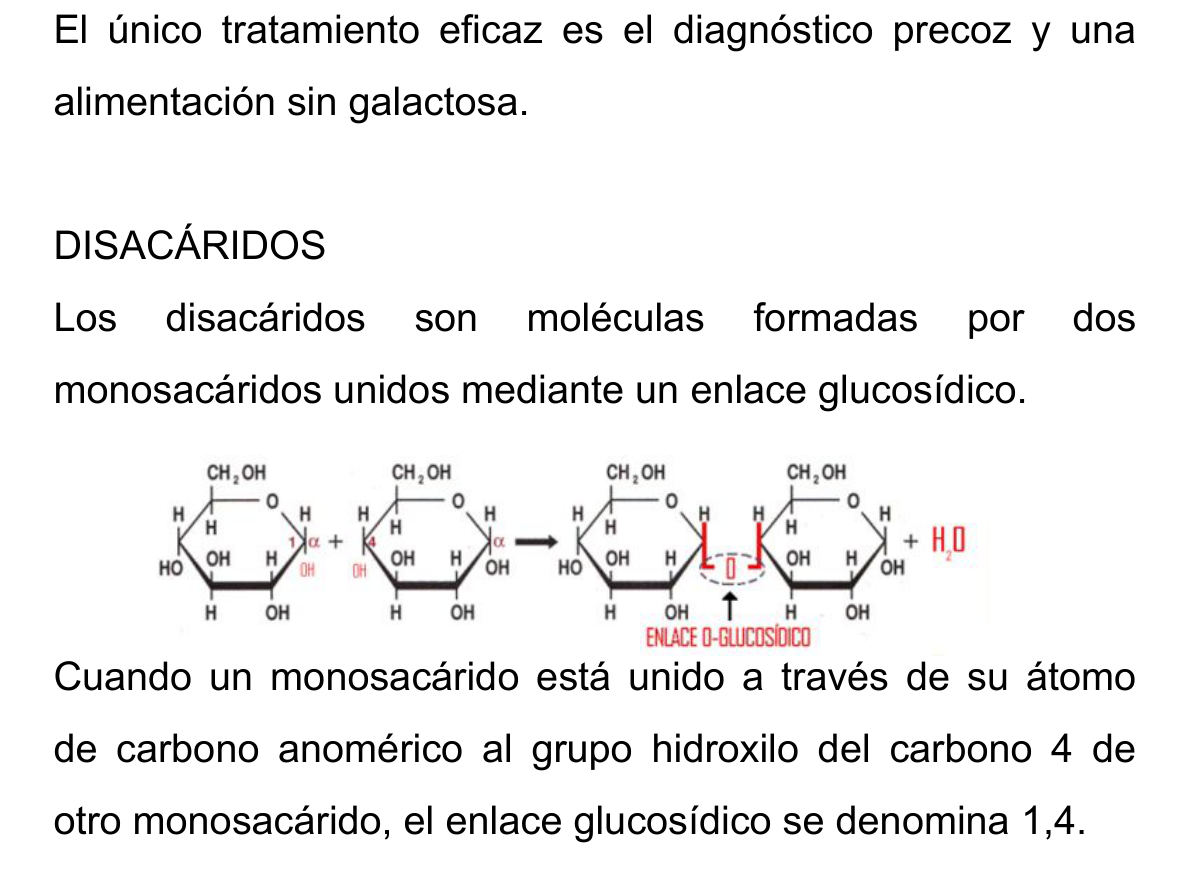 El único tratamiento eficaz es el diagnóstico precoz y una
alimentación sin galactosa.
DISACÁRIDOS
Los disacáridos son moléculas formadas por dos
monosacáridos unidos mediante un enlace glucosídico.
CH₂OH CH₂OH CH₂OH CH₂OH
O O O O
H H H H H H H H
H H H H
1 α + 4 α + H₂O
OH H OH H OH H OH H
HO OH OH OH HO O OH
H OH H OH H OH H OH
ENLACE O-GLUCOSÍDICO
Cuando un monosacárido está unido a través de su átomo
de carbono anomérico al grupo hidroxilo del carbono 4 de
otro monosacárido, el enlace glucosídico se denomina 1,4.